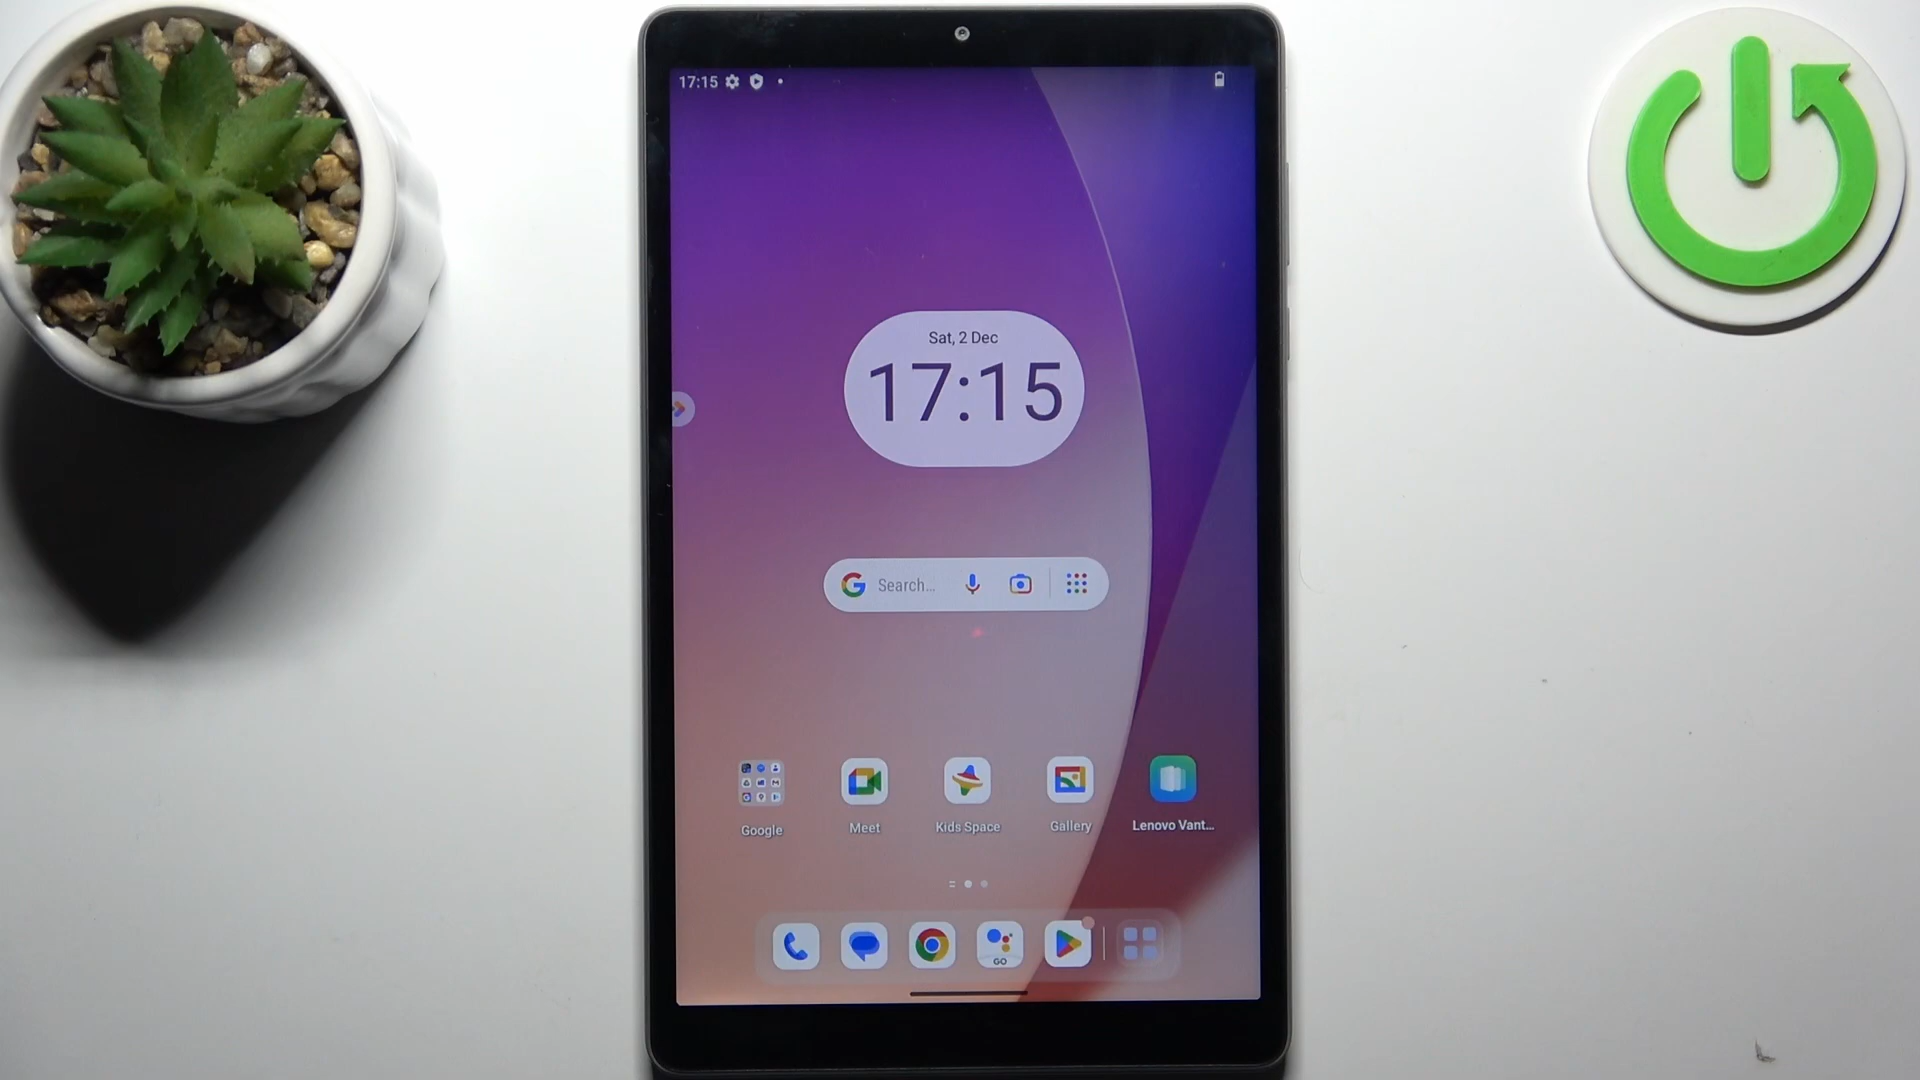 17:15
Sat, 2 Dec
17:15
Search...
Google
Meet
Kids Space
Gallery
Lenovo Vant...
GO